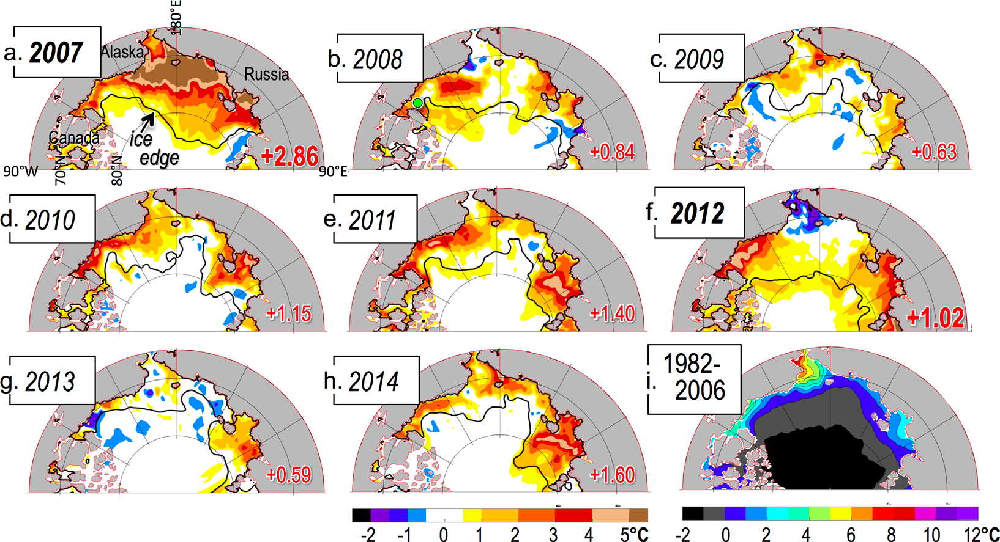 180°E
a. 2007
Alaska
Russia
Canada
ice
edge
+2.86
90°W
70°N
80°N
90°E
b. 2008
+0.84
c. 2009
+0.63
d. 2010
+1.15
e. 2011
+1.40
f. 2012
+1.02
g. 2013
+0.59
h. 2014
+1.60
i. 1982-
2006
-2 -1 0 1 2 3 4 5°C
-2 0 2 4 6 8 10 12°C